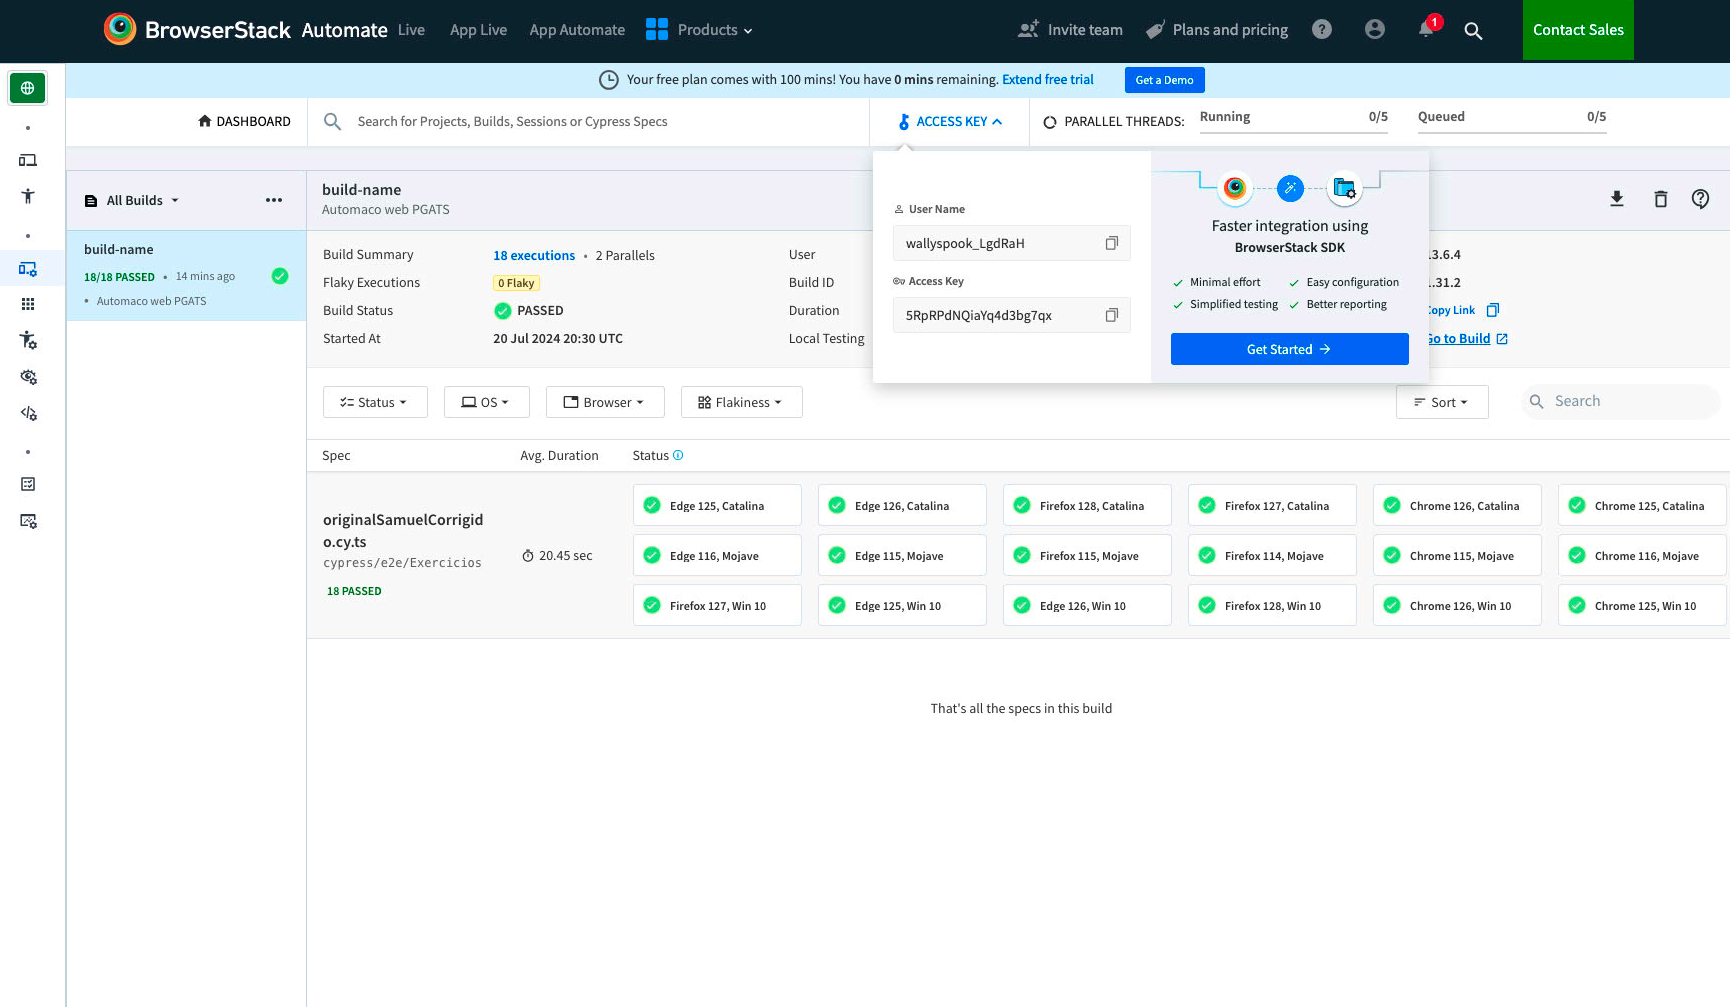 BrowserStack Automate Live App Live App Automate Products Invite team Plans and pricing ? 1 Contact Sales
Your free plan comes with 100 mins! You have 0 mins remaining. Extend free trial Get a Demo
DASHBOARD Search for Projects, Builds, Sessions or Cypress Specs ACCESS KEY PARALLEL THREADS: Running 0/5 Queued 0/5
All Builds
build-name
18/18 PASSED • 14 mins ago
• Automaco web PGATS
build-name
Automaco web PGATS
Build Summary 18 executions • 2 Parallels User
Flaky Executions 0 Flaky Build ID
Build Status PASSED Duration
Started At 20 Jul 2024 20:30 UTC Local Testing
User Name
wallyspook_LgdRaH
Access Key
5RpRPdNQiaYq4d3bg7qx
Faster integration using
BrowserStack SDK
Minimal effort Easy configuration
Simplified testing Better reporting
Get Started →
.3.6.4
.31.2
opy Link
Go to Build
Status OS Browser Flakiness Sort Search
Spec Avg. Duration Status
originalSamuelCorrigid
o.cy.ts
cypress/e2e/Exercicios
18 PASSED
20.45 sec
Edge 125, Catalina Edge 126, Catalina Firefox 128, Catalina Firefox 127, Catalina Chrome 126, Catalina Chrome 125, Catalina
Edge 116, Mojave Edge 115, Mojave Firefox 115, Mojave Firefox 114, Mojave Chrome 115, Mojave Chrome 116, Mojave
Firefox 127, Win 10 Edge 125, Win 10 Edge 126, Win 10 Firefox 128, Win 10 Chrome 126, Win 10 Chrome 125, Win 10
That's all the specs in this build